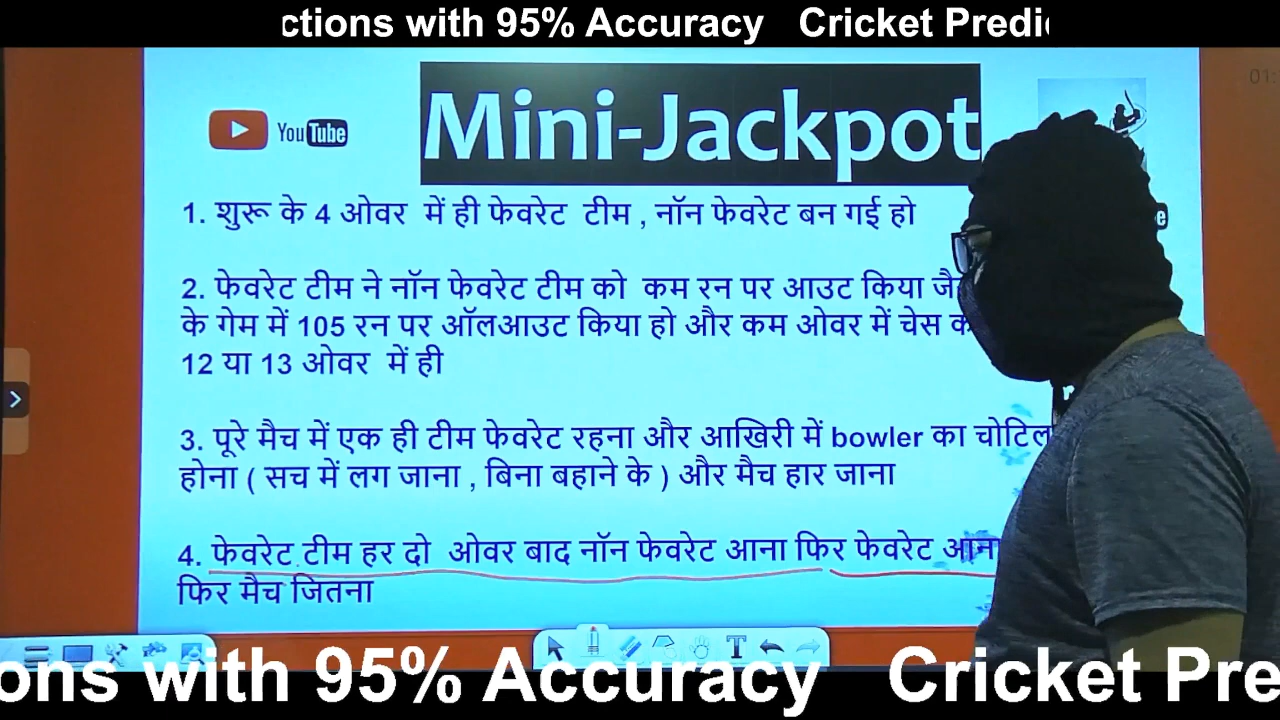 ctions with 95% Accuracy Cricket Predi
Mini-Jackpot
YouTube
1. शुरू के 4 ओवर में ही फेवरेट टीम , नॉन फेवरेट बन गई हो
2. फेवरेट टीम ने नॉन फेवरेट टीम को कम रन पर आउट किया
के गेम में 105 रन पर ऑलआउट किया हो और कम ओवर में चेस
12 या 13 ओवर में ही
3. पूरे मैच में एक ही टीम फेवरेट रहना और आखिरी में bowler का चोटिल
होना ( सच में लग जाना , बिना बहाने के ) और मैच हार जाना
4. फेवरेट टीम हर दो ओवर बाद नॉन फेवरेट आना फिर फेवरेट आन
फिर मैच जितना
ons with 95% Accuracy Cricket Pre